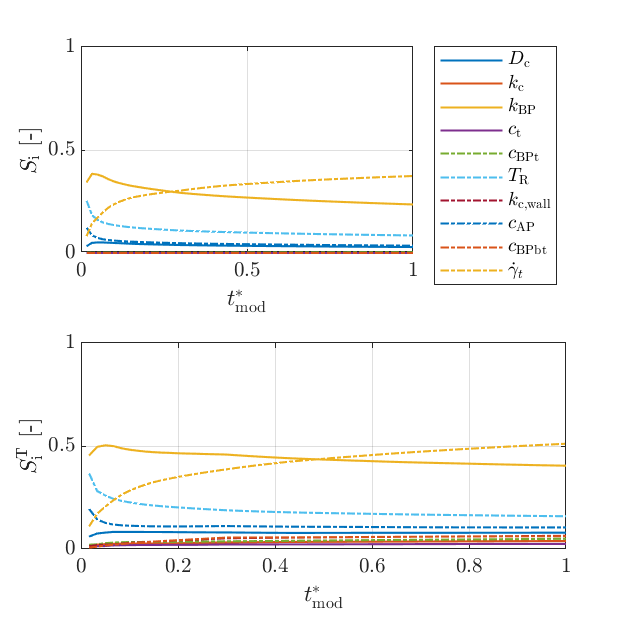 1
0.5
0
S_i [-]
0 0.5 1
t*_mod
D_c
k_c
k_BP
c_t
c_BPt
T_R
k_c,wall
c_AP
c_BPbt
γ̇_t
1
0.5
0
S_i^T [-]
0 0.2 0.4 0.6 0.8 1
t*_mod